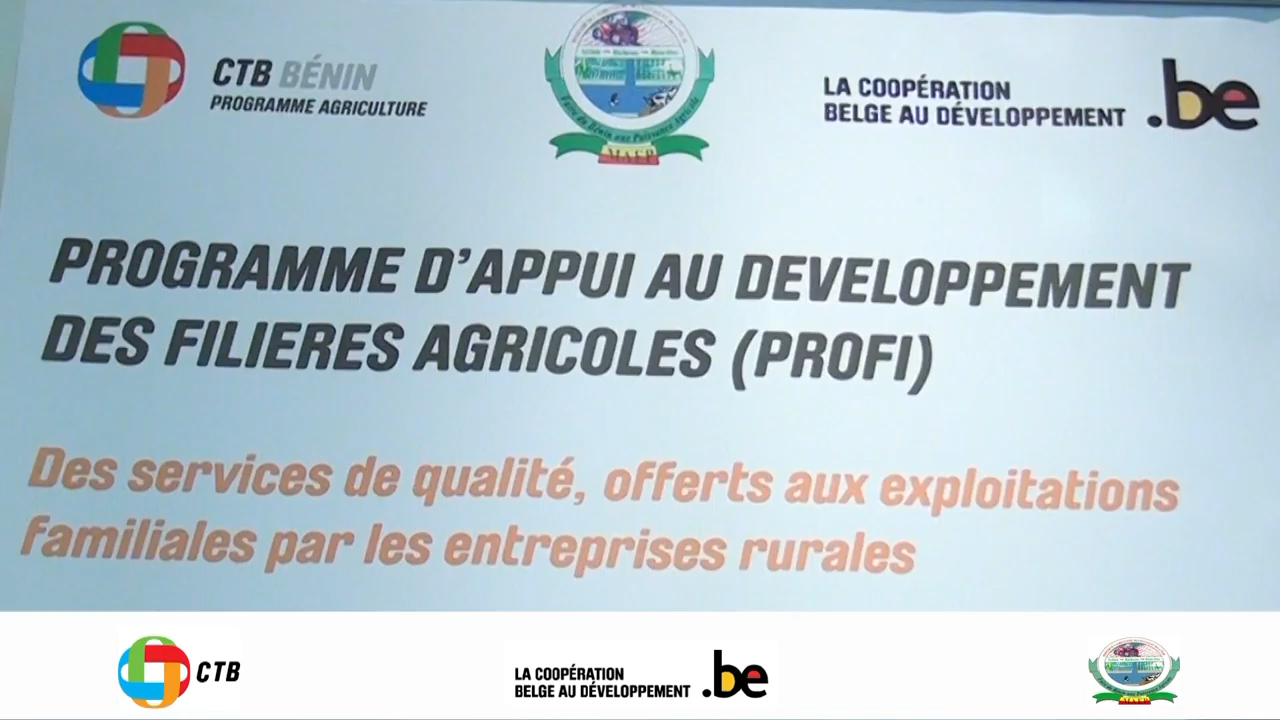 CTB BÉNIN
PROGRAMME AGRICULTURE
MAEP
LA COOPÉRATION
BELGE AU DÉVELOPPEMENT
.be
PROGRAMME D'APPUI AU DEVELOPPEMENT
DES FILIERES AGRICOLES (PROFI)
Des services de qualité, offerts aux exploitations
familiales par les entreprises rurales
CTB
LA COOPÉRATION
BELGE AU DÉVELOPPEMENT
.be